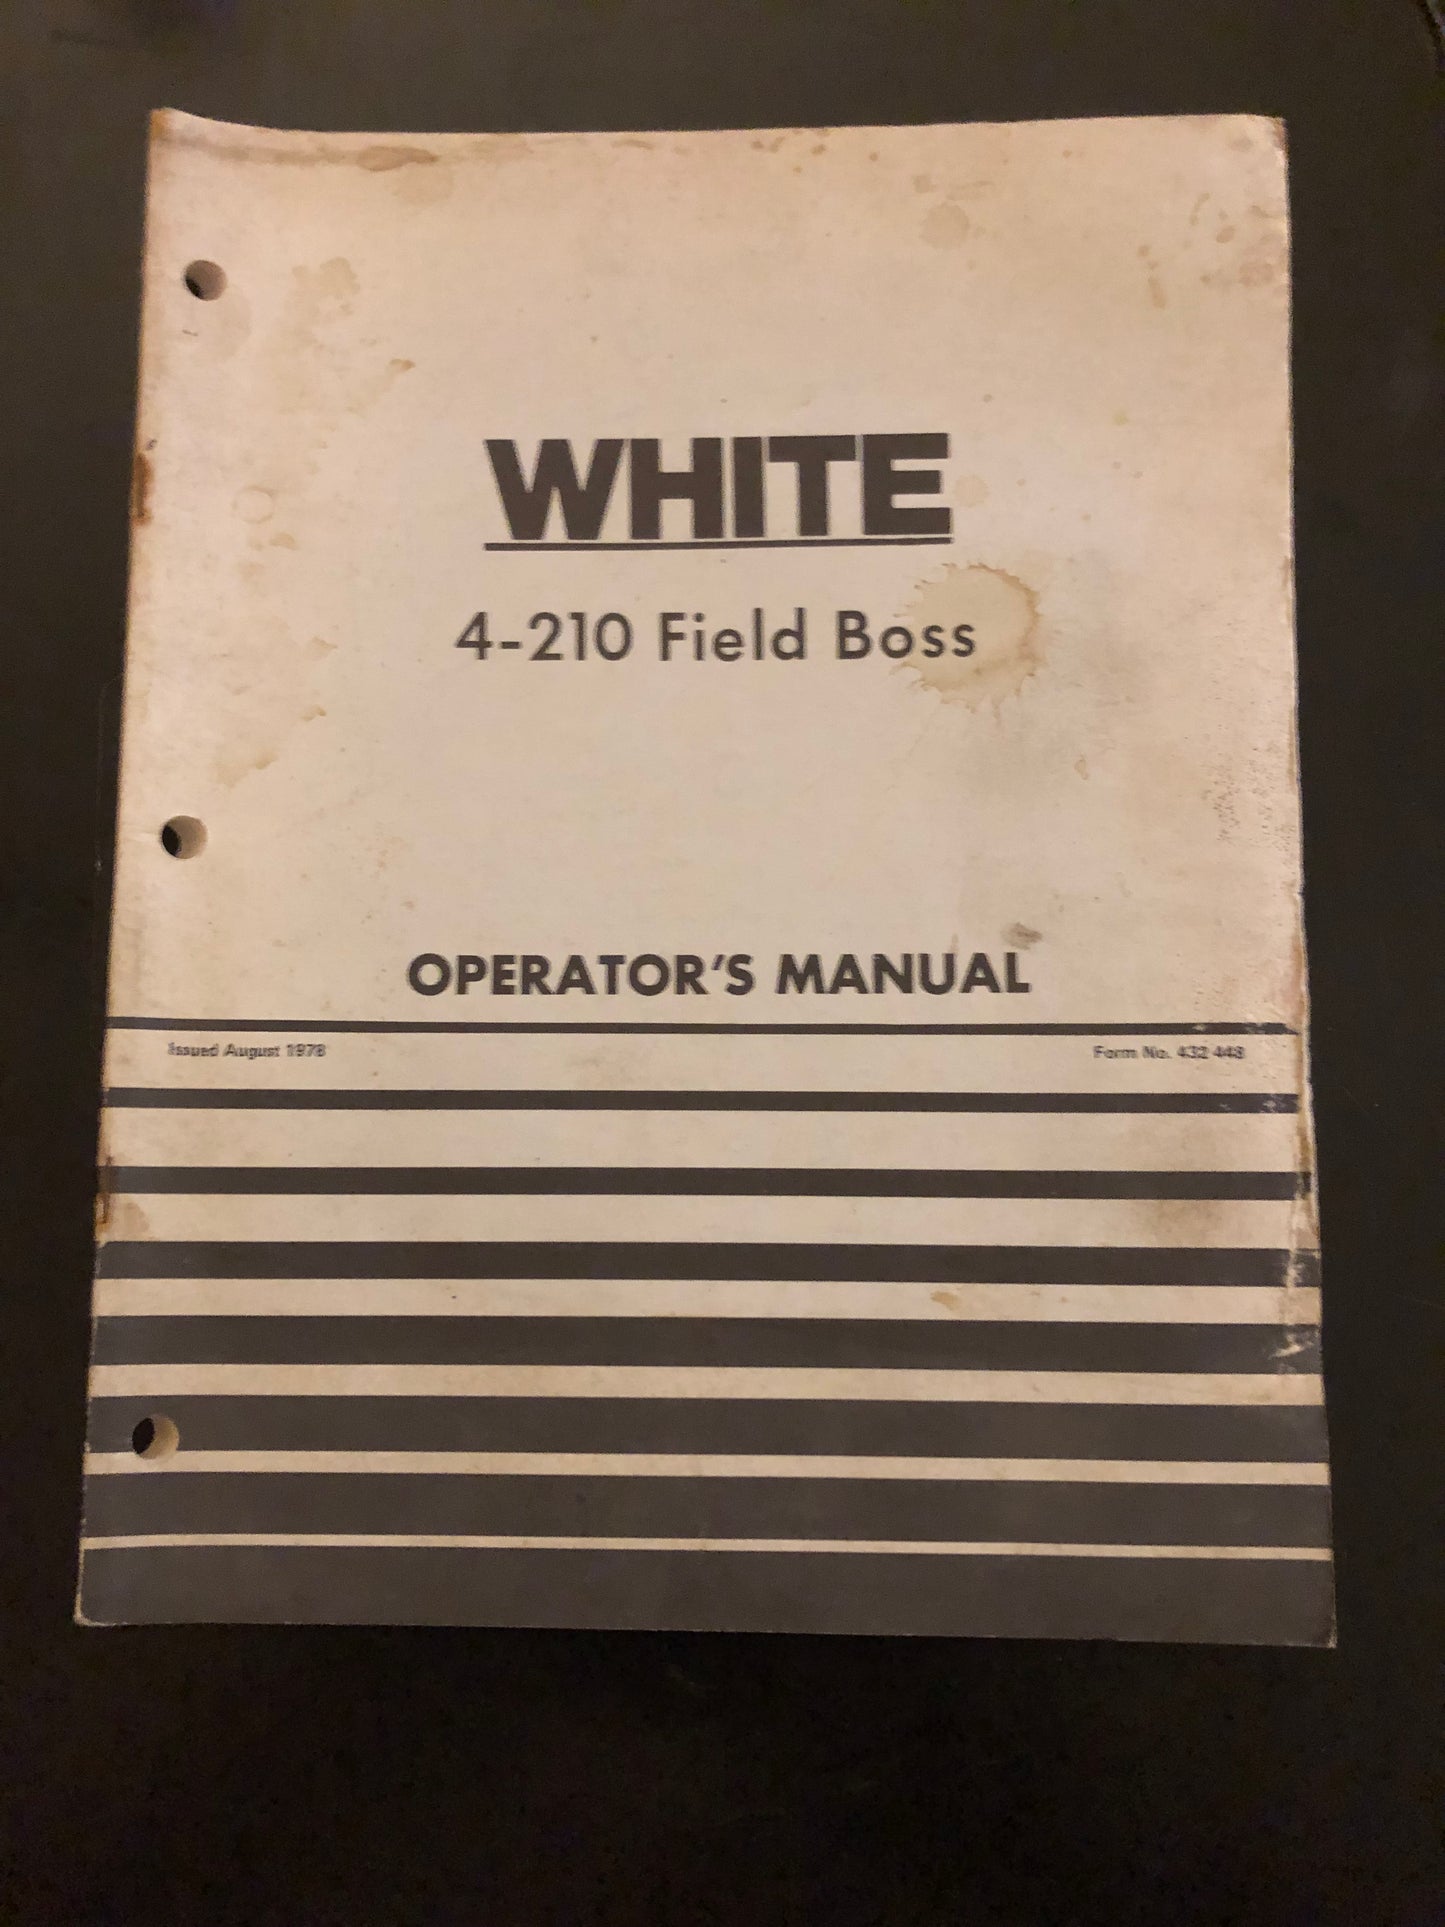 WHITE
4-210 Field Boss
OPERATOR'S MANUAL
Issued August 1978
Form No. 432 448